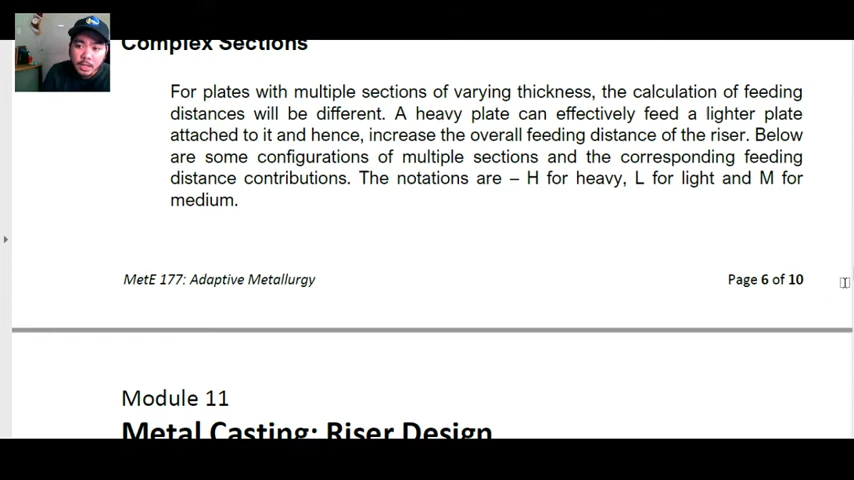 Complex Sections
For plates with multiple sections of varying thickness, the calculation of feeding
distances will be different. A heavy plate can effectively feed a lighter plate
attached to it and hence, increase the overall feeding distance of the riser. Below
are some configurations of multiple sections and the corresponding feeding
distance contributions. The notations are – H for heavy, L for light and M for
medium.
MetE 177: Adaptive Metallurgy Page 6 of 10
Module 11
Metal Casting: Riser Design